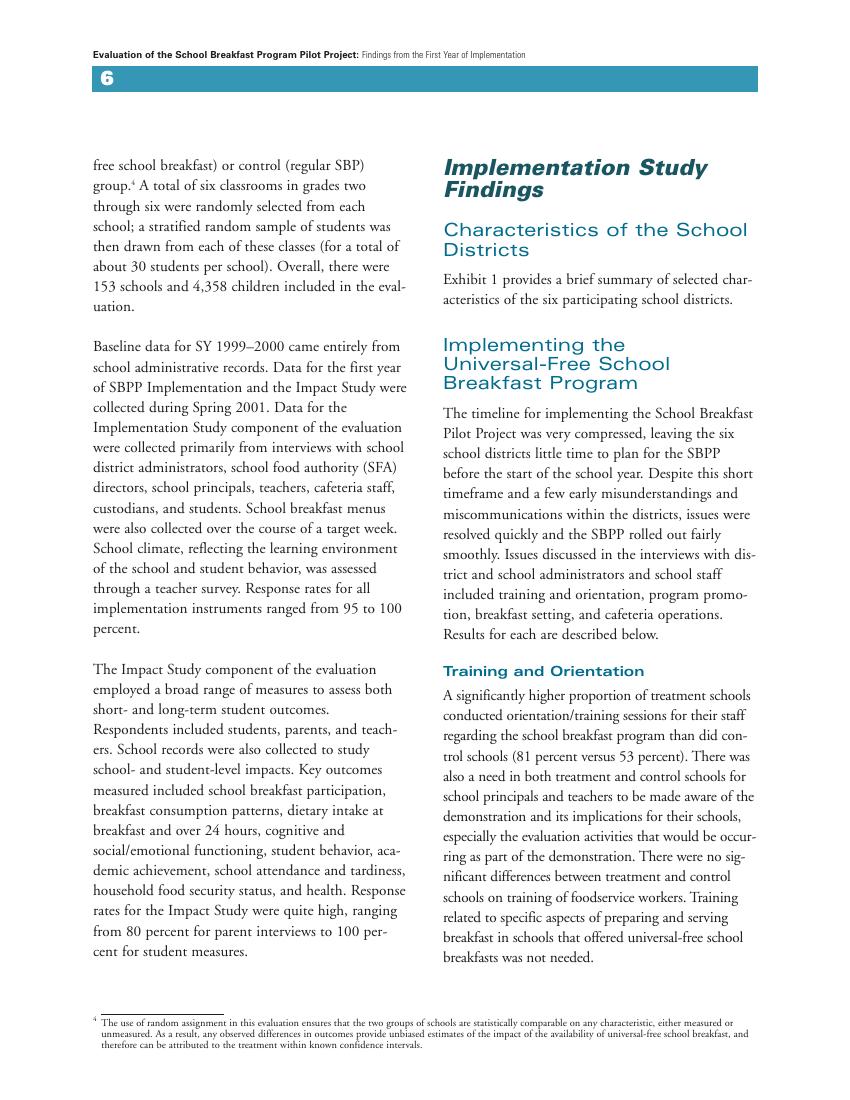 Evaluation of the School Breakfast Program Pilot Project: Findings from the First Year of Implementation
6
free school breakfast) or control (regular SBP)
group.4 A total of six classrooms in grades two
through six were randomly selected from each
school; a stratified random sample of students was
then drawn from each of these classes (for a total of
about 30 students per school). Overall, there were
153 schools and 4,358 children included in the eval-
uation.
Baseline data for SY 1999–2000 came entirely from
school administrative records. Data for the first year
of SBPP Implementation and the Impact Study were
collected during Spring 2001. Data for the
Implementation Study component of the evaluation
were collected primarily from interviews with school
district administrators, school food authority (SFA)
directors, school principals, teachers, cafeteria staff,
custodians, and students. School breakfast menus
were also collected over the course of a target week.
School climate, reflecting the learning environment
of the school and student behavior, was assessed
through a teacher survey. Response rates for all
implementation instruments ranged from 95 to 100
percent.
The Impact Study component of the evaluation
employed a broad range of measures to assess both
short- and long-term student outcomes.
Respondents included students, parents, and teach-
ers. School records were also collected to study
school- and student-level impacts. Key outcomes
measured included school breakfast participation,
breakfast consumption patterns, dietary intake at
breakfast and over 24 hours, cognitive and
social/emotional functioning, student behavior, aca-
demic achievement, school attendance and tardiness,
household food security status, and health. Response
rates for the Impact Study were quite high, ranging
from 80 percent for parent interviews to 100 per-
cent for student measures.
Implementation Study
Findings
Characteristics of the School
Districts
Exhibit 1 provides a brief summary of selected char-
acteristics of the six participating school districts.
Implementing the
Universal-Free School
Breakfast Program
The timeline for implementing the School Breakfast
Pilot Project was very compressed, leaving the six
school districts little time to plan for the SBPP
before the start of the school year. Despite this short
timeframe and a few early misunderstandings and
miscommunications within the districts, issues were
resolved quickly and the SBPP rolled out fairly
smoothly. Issues discussed in the interviews with dis-
trict and school administrators and school staff
included training and orientation, program promo-
tion, breakfast setting, and cafeteria operations.
Results for each are described below.
Training and Orientation
A significantly higher proportion of treatment schools
conducted orientation/training sessions for their staff
regarding the school breakfast program than did con-
trol schools (81 percent versus 53 percent). There was
also a need in both treatment and control schools for
school principals and teachers to be made aware of the
demonstration and its implications for their schools,
especially the evaluation activities that would be occur-
ring as part of the demonstration. There were no sig-
nificant differences between treatment and control
schools on training of foodservice workers. Training
related to specific aspects of preparing and serving
breakfast in schools that offered universal-free school
breakfasts was not needed.
4 The use of random assignment in this evaluation ensures that the two groups of schools are statistically comparable on any characteristic, either measured or
unmeasured. As a result, any observed differences in outcomes provide unbiased estimates of the impact of the availability of universal-free school breakfast, and
therefore can be attributed to the treatment within known confidence intervals.